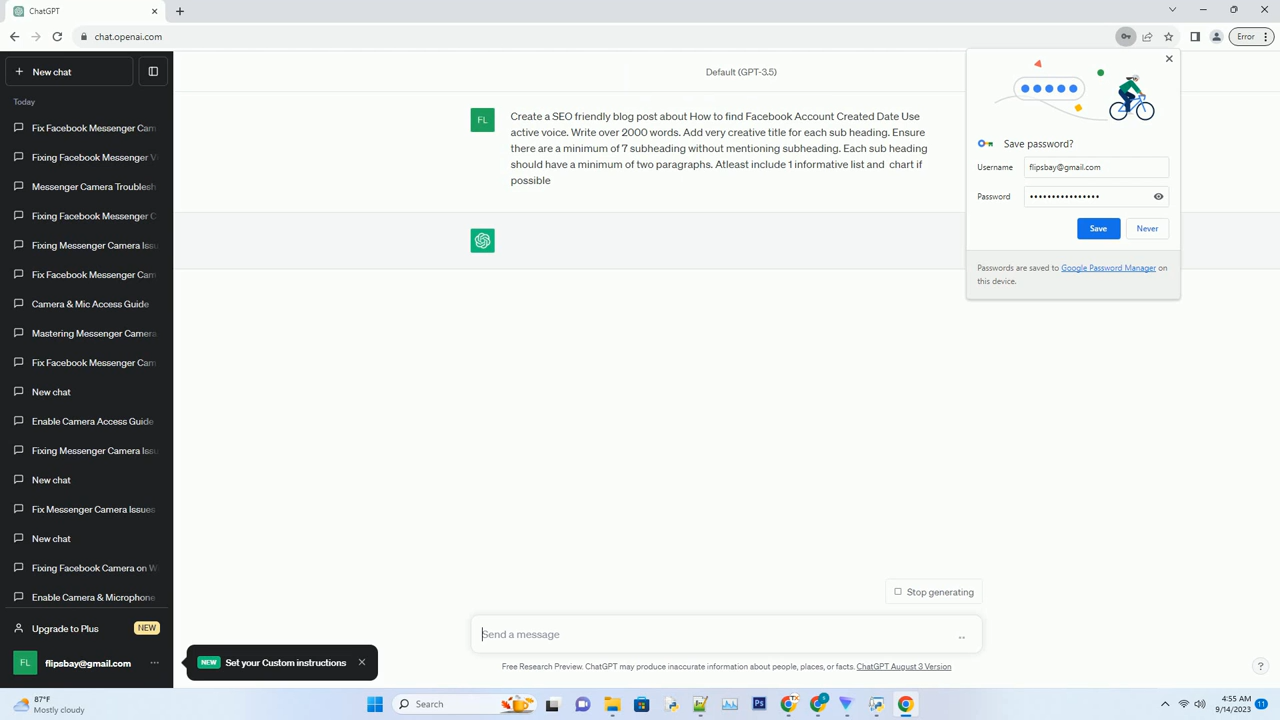 ChatGPT
chat.openai.com
Error
New chat
Today
Fix Facebook Messenger Cam
Fixing Facebook Messenger V
Messenger Camera Troublesh
Fixing Facebook Messenger C
Fixing Messenger Camera Issu
Fix Facebook Messenger Cam
Camera & Mic Access Guide
Mastering Messenger Camera
Fix Facebook Messenger Cam
New chat
Enable Camera Access Guide
Fixing Messenger Camera Issu
New chat
Fix Messenger Camera Issues
New chat
Fixing Facebook Camera on W
Enable Camera & Microphone
Upgrade to Plus NEW
FL flipsbay@gmail.com
NEW Set your Custom instructions
Default (GPT-3.5)
FL
Create a SEO friendly blog post about How to find Facebook Account Created Date Use
active voice. Write over 2000 words. Add very creative title for each sub heading. Ensure
there are a minimum of 7 subheading without mentioning subheading. Each sub heading
should have a minimum of two paragraphs. Atleast include 1 informative list and chart if
possible
Stop generating
Send a message
Free Research Preview. ChatGPT may produce inaccurate information about people, places, or facts. ChatGPT August 3 Version
?
Save password?
Username flipsbay@gmail.com
Password ••••••••••••••••
Save Never
Passwords are saved to Google Password Manager on
this device.
87°F
Mostly cloudy
Search
4:55 AM
9/14/2023
11